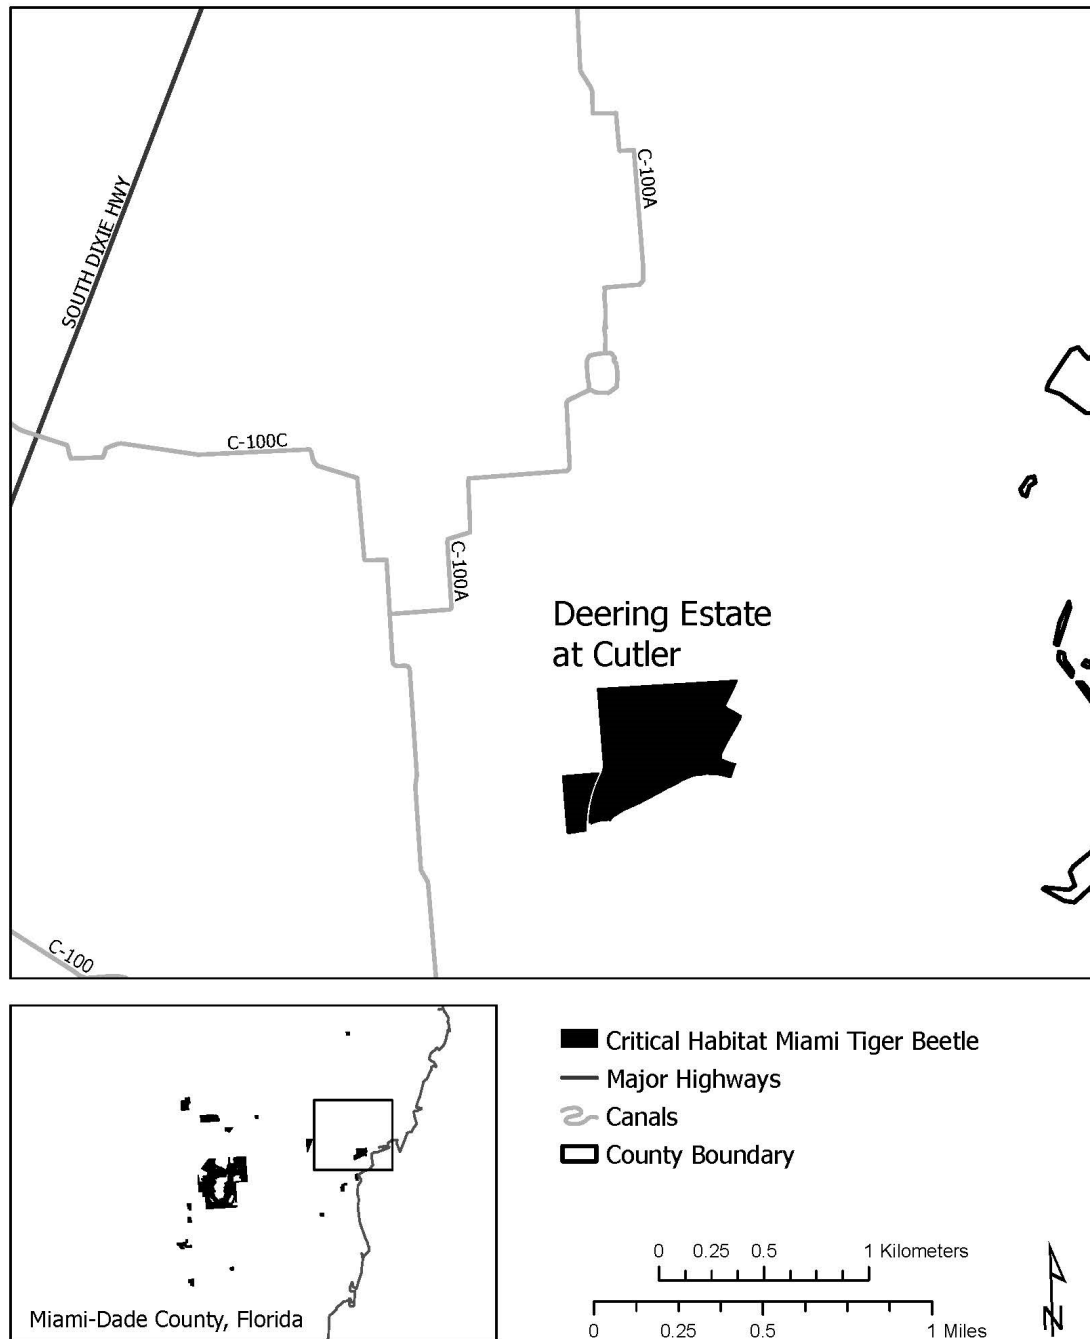 SOUTH DIXIE HWY
C-100A
C-100C
C-100A
Deering Estate
at Cutler
C-100
Critical Habitat Miami Tiger Beetle
Major Highways
Canals
County Boundary
Miami-Dade County, Florida
0 0.25 0.5 1 Kilometers
0 0.25 0.5 1 Miles
N